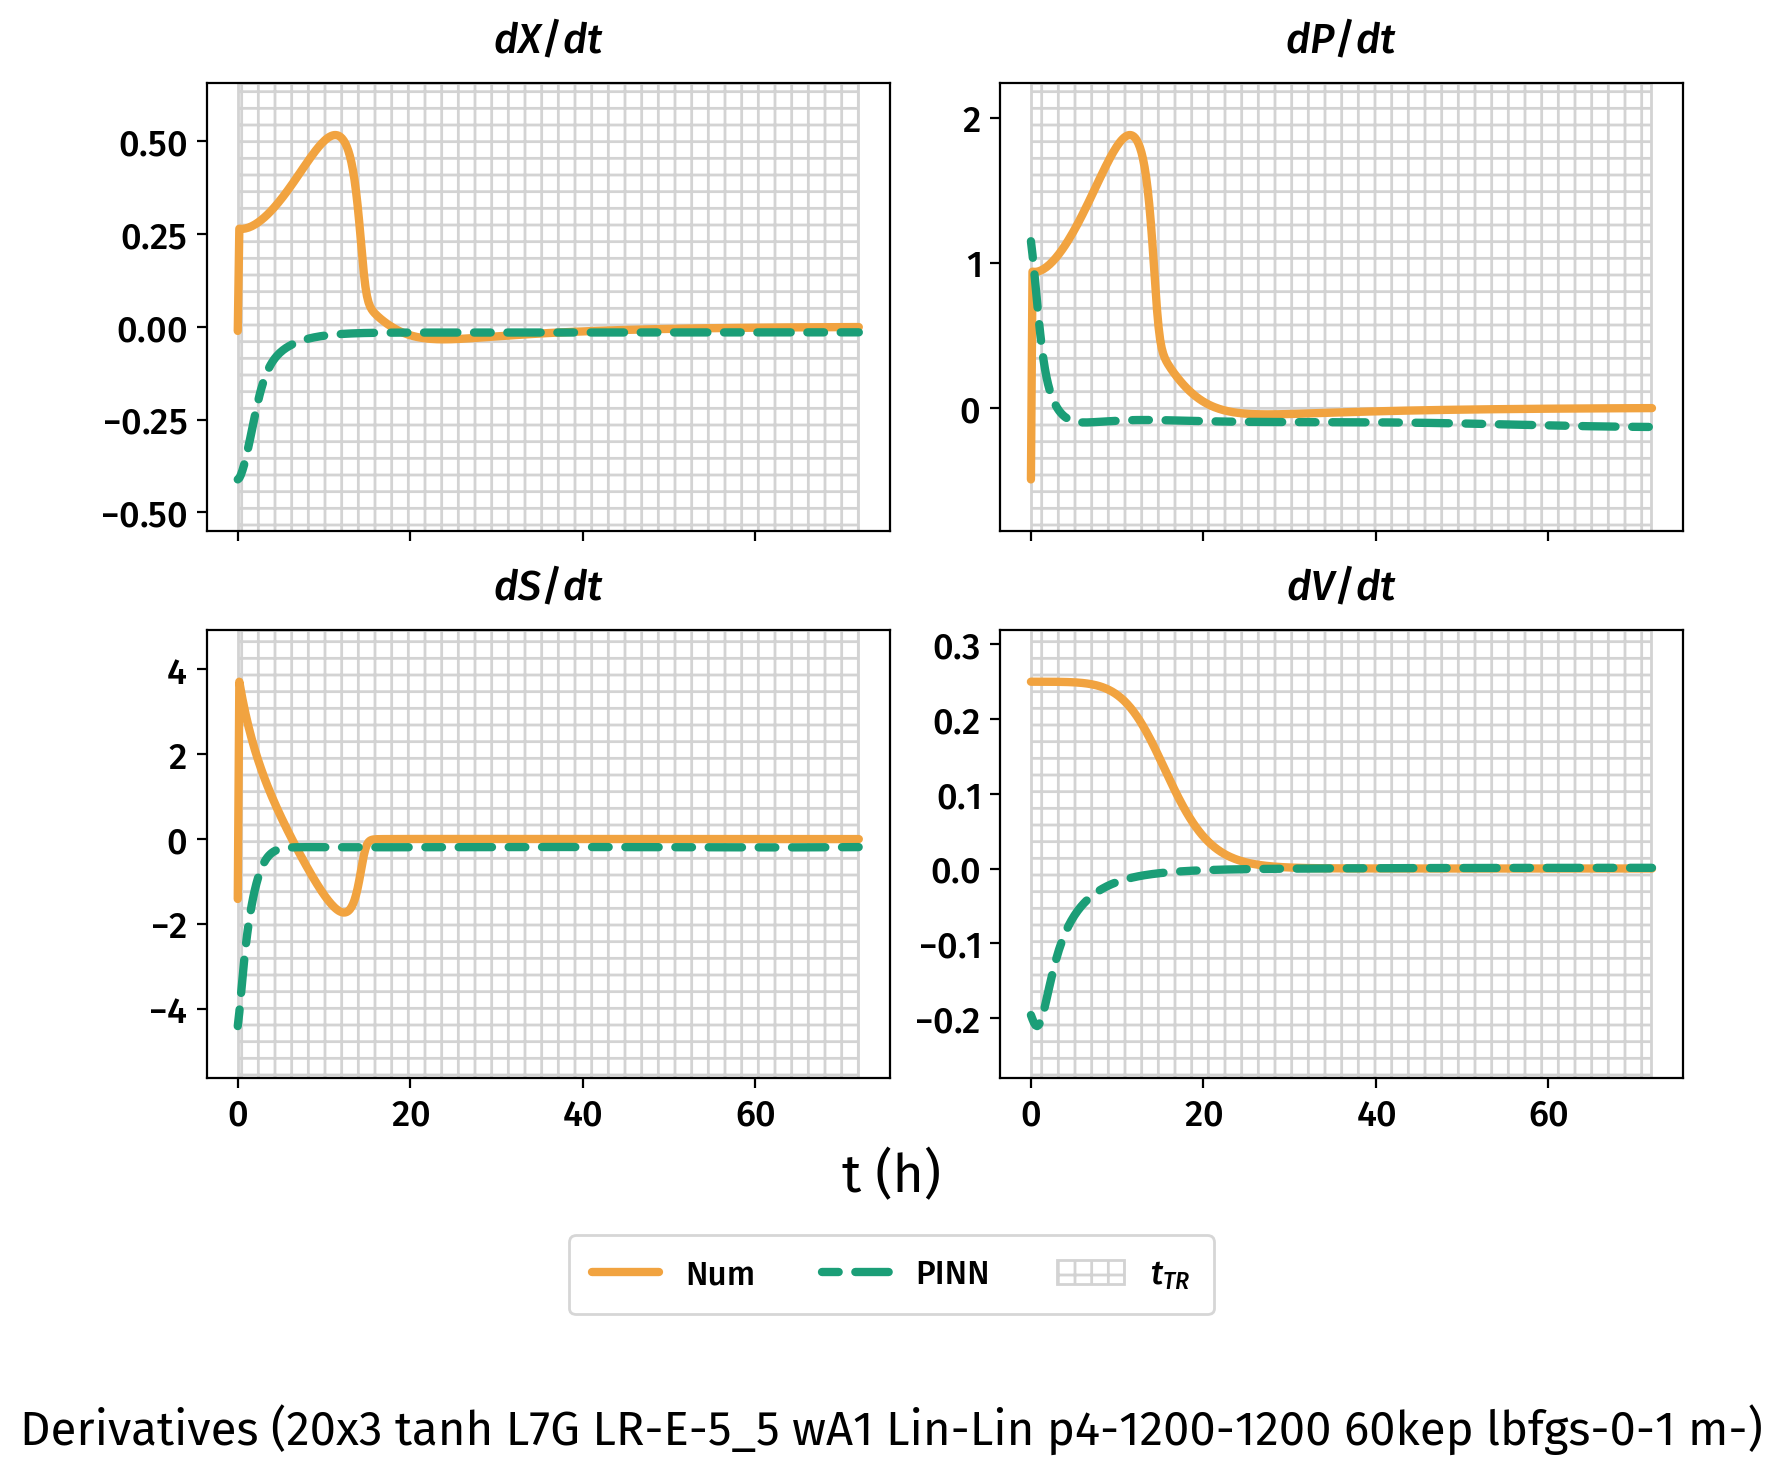 dX/dt
dP/dt
0.50
0.25
0.00
−0.25
−0.50
2
1
0
dS/dt
dV/dt
4
2
0
−2
−4
0.3
0.2
0.1
0.0
−0.1
−0.2
0 20 40 60
0 20 40 60
t (h)
Num PINN tTR
Derivatives (20x3 tanh L7G LR-E-5_5 wA1 Lin-Lin p4-1200-1200 60kep lbfgs-0-1 m-)